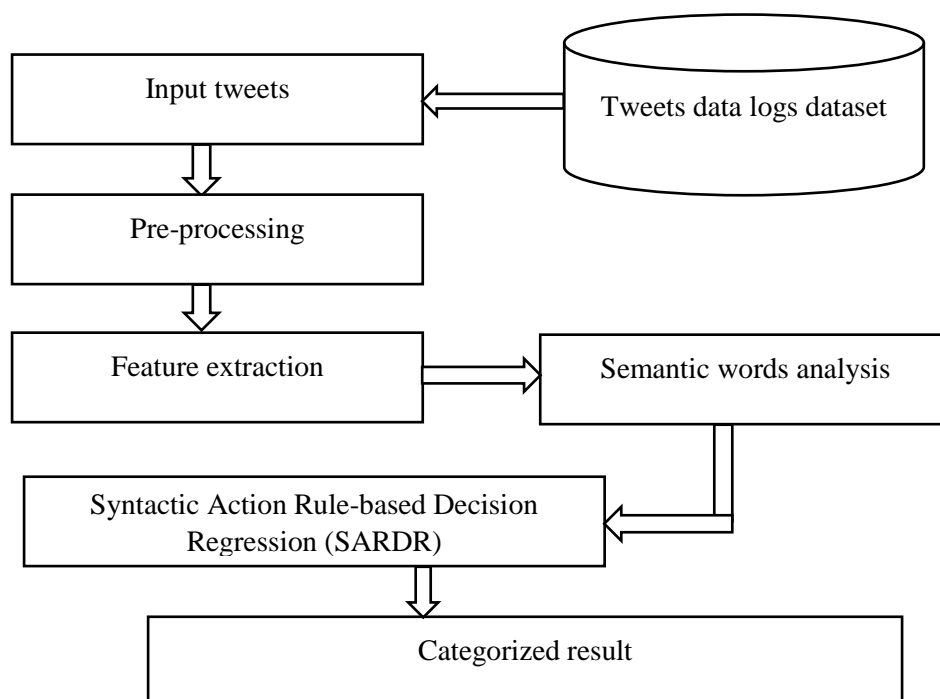 Input tweets
Tweets data logs dataset
Pre-processing
Feature extraction
Semantic words analysis
Syntactic Action Rule-based Decision
Regression (SARDR)
Categorized result